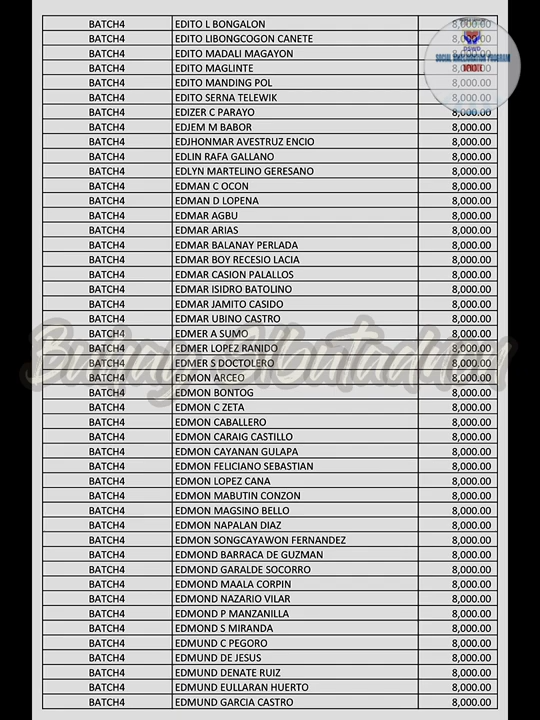 BATCH4 EDITO L BONGALON 8,000.00
BATCH4 EDITO LIBONGCOGON CANETE 8,000.00
BATCH4 EDITO MADALI MAGAYON 8,000.00
BATCH4 EDITO MAGLINTE 8,000.00
BATCH4 EDITO MANDING POL 8,000.00
BATCH4 EDITO SERNA TELEWIK 8,000.00
BATCH4 EDIZER C PARAYO 8,000.00
BATCH4 EDJEM M BABOR 8,000.00
BATCH4 EDJHONMAR AVESTRUZ ENCIO 8,000.00
BATCH4 EDLIN RAFA GALLANO 8,000.00
BATCH4 EDLYN MARTELINO GERESANO 8,000.00
BATCH4 EDMAN C OCON 8,000.00
BATCH4 EDMAN D LOPENA 8,000.00
BATCH4 EDMAR AGBU 8,000.00
BATCH4 EDMAR ARIAS 8,000.00
BATCH4 EDMAR BALANAY PERLADA 8,000.00
BATCH4 EDMAR BOY RECESIO LACIA 8,000.00
BATCH4 EDMAR CASION PALALLOS 8,000.00
BATCH4 EDMAR ISIDRO BATOLINO 8,000.00
BATCH4 EDMAR JAMITO CASIDO 8,000.00
BATCH4 EDMAR UBINO CASTRO 8,000.00
BATCH4 EDMER A SUMO 8,000.00
BATCH4 EDMER LOPEZ RANIDO 8,000.00
BATCH4 EDMER S DOCTOLERO 8,000.00
BATCH4 EDMON ARCEO 8,000.00
BATCH4 EDMON BONTOG 8,000.00
BATCH4 EDMON C ZETA 8,000.00
BATCH4 EDMON CABALLERO 8,000.00
BATCH4 EDMON CARAIG CASTILLO 8,000.00
BATCH4 EDMON CAYANAN GULAPA 8,000.00
BATCH4 EDMON FELICIANO SEBASTIAN 8,000.00
BATCH4 EDMON LOPEZ CANA 8,000.00
BATCH4 EDMON MABUTIN CONZON 8,000.00
BATCH4 EDMON MAGSINO BELLO 8,000.00
BATCH4 EDMON NAPALAN DIAZ 8,000.00
BATCH4 EDMON SONGCAYAWON FERNANDEZ 8,000.00
BATCH4 EDMOND BARRACA DE GUZMAN 8,000.00
BATCH4 EDMOND GARALDE SOCORRO 8,000.00
BATCH4 EDMOND MAALA CORPIN 8,000.00
BATCH4 EDMOND NAZARIO VILAR 8,000.00
BATCH4 EDMOND P MANZANILLA 8,000.00
BATCH4 EDMOND S MIRANDA 8,000.00
BATCH4 EDMUND C PEGORO 8,000.00
BATCH4 EDMUND DE JESUS 8,000.00
BATCH4 EDMUND DENATE RUIZ 8,000.00
BATCH4 EDMUND EULLARAN HUERTO 8,000.00
BATCH4 EDMUND GARCIA CASTRO 8,000.00
DSWD
SOCIAL AMELIORATION PROGRAM
UPDATE
Buhay